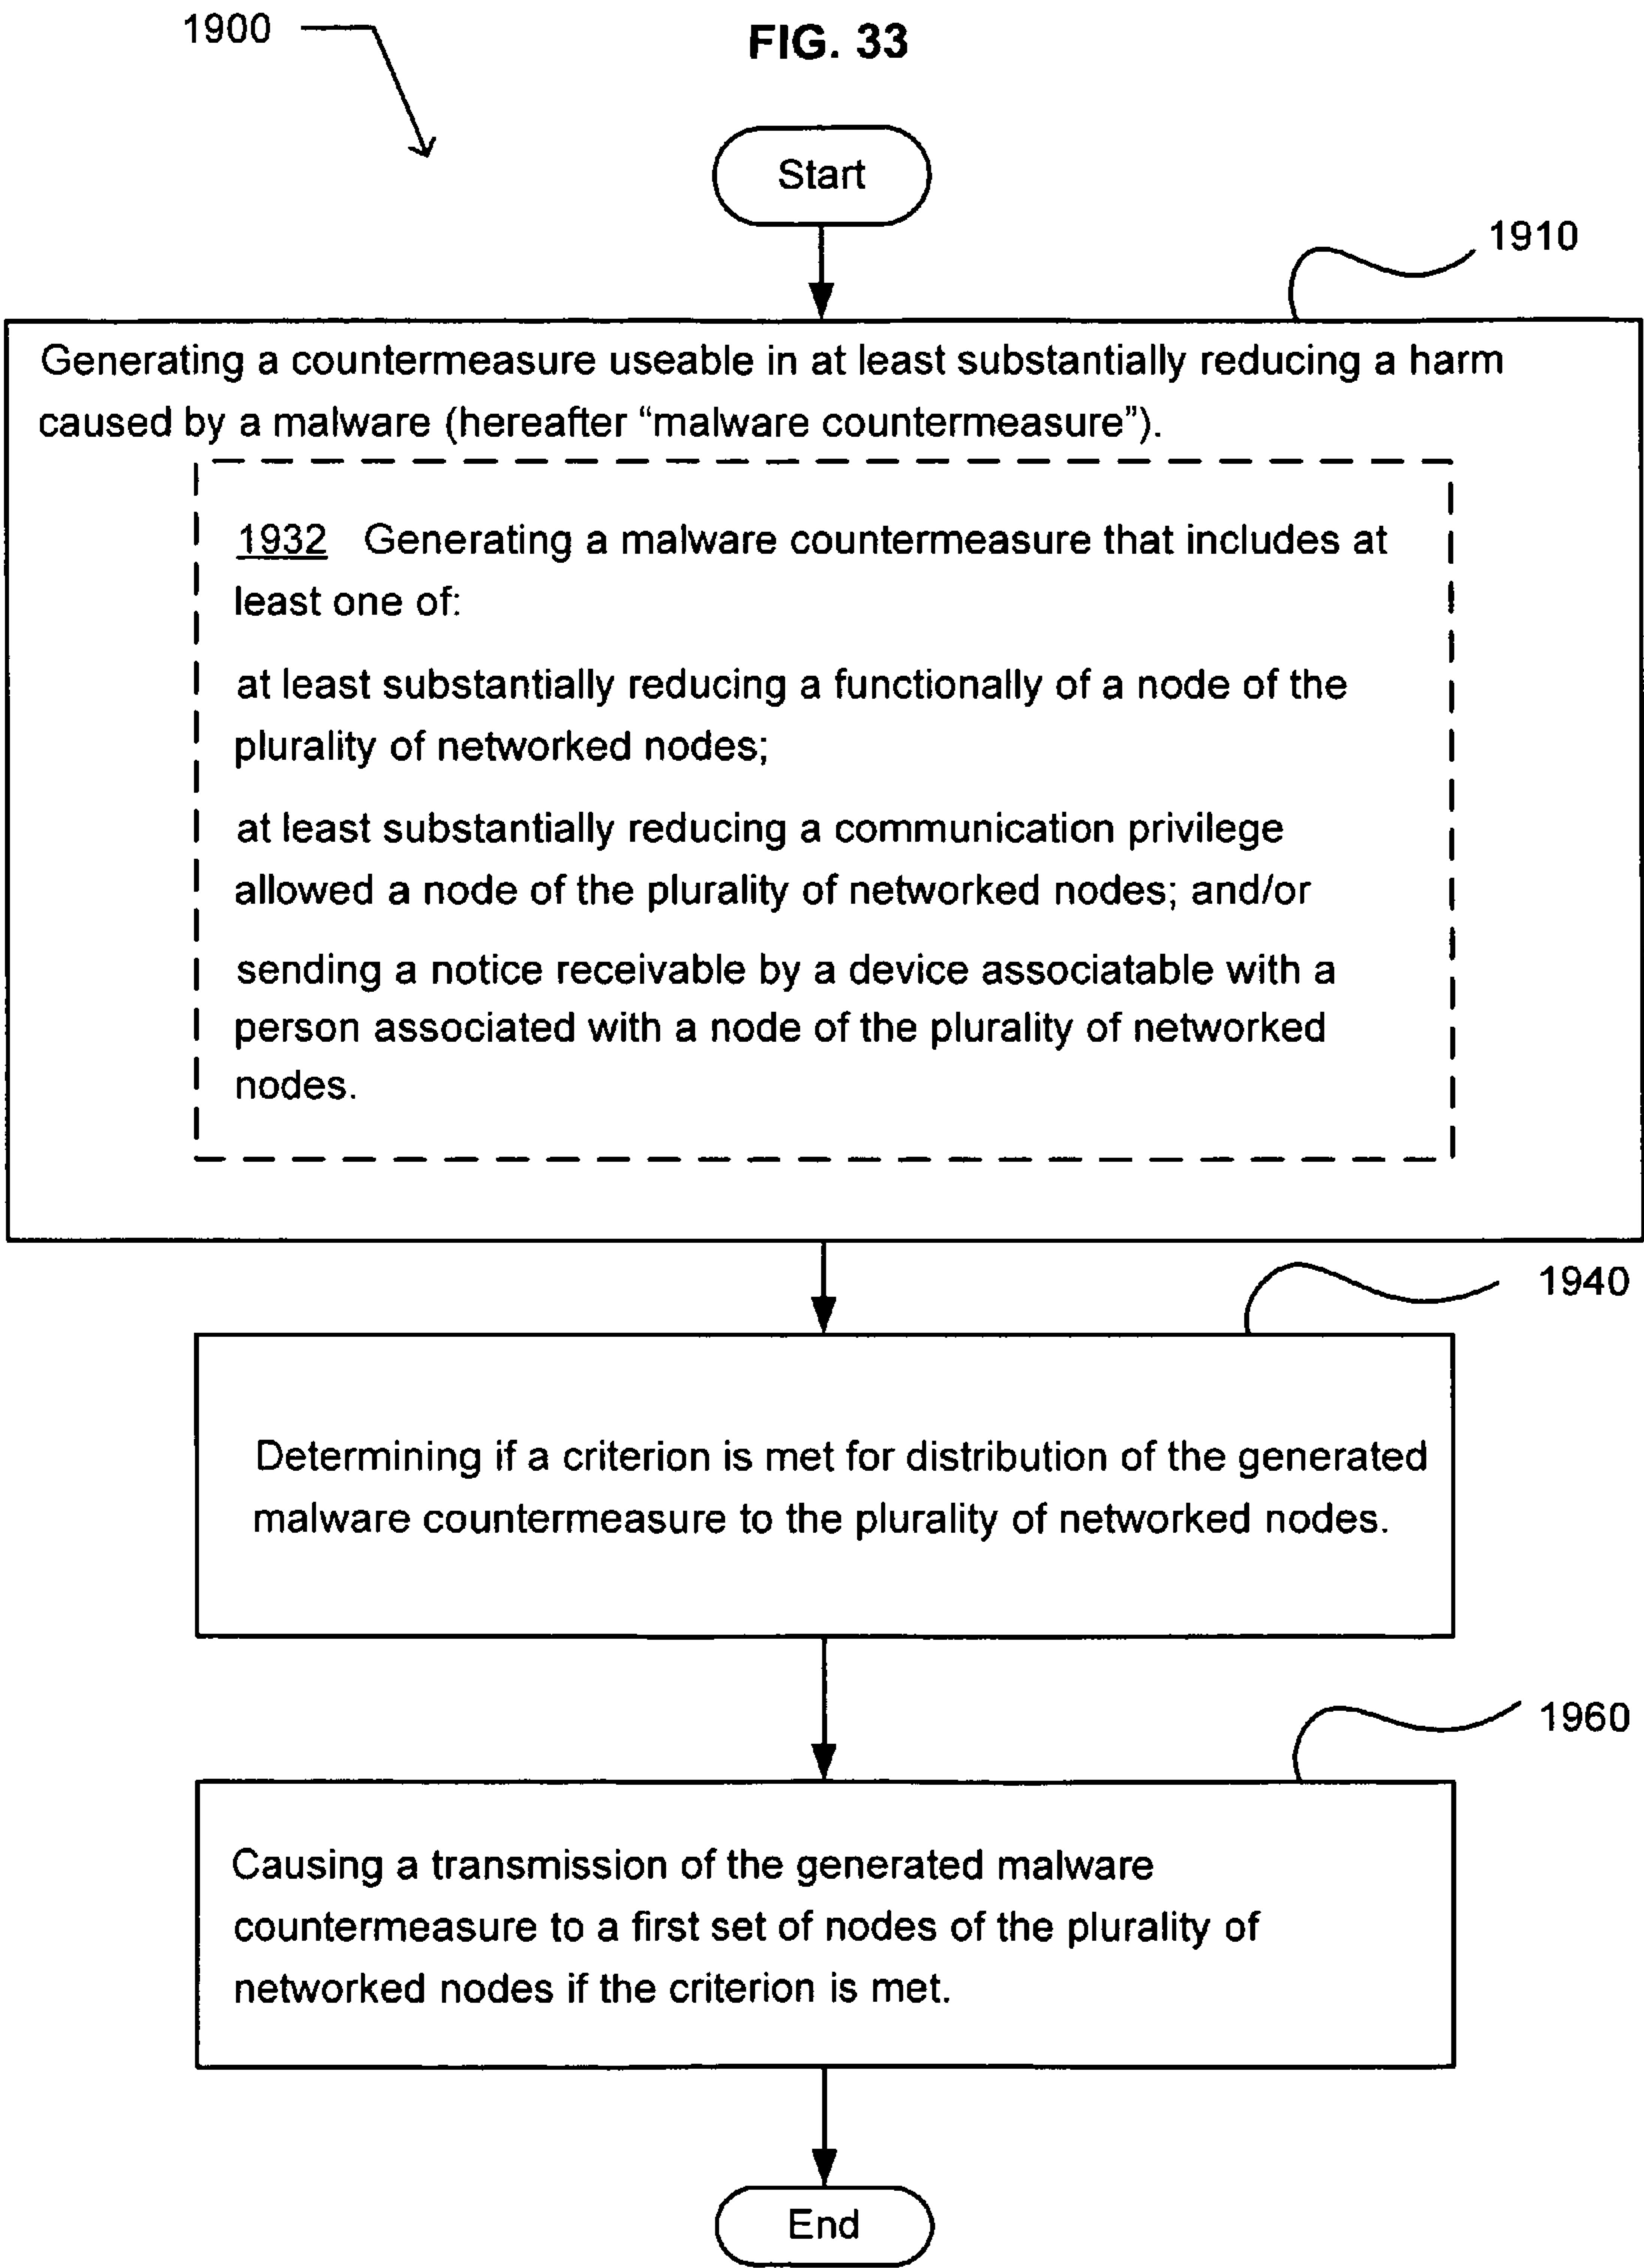 1900
FIG. 33
Start
1910
Generating a countermeasure useable in at least substantially reducing a harm
caused by a malware (hereafter “malware countermeasure”).
1932 Generating a malware countermeasure that includes at
least one of:
at least substantially reducing a functionally of a node of the
plurality of networked nodes;
at least substantially reducing a communication privilege
allowed a node of the plurality of networked nodes; and/or
sending a notice receivable by a device associatable with a
person associated with a node of the plurality of networked
nodes.
1940
Determining if a criterion is met for distribution of the generated
malware countermeasure to the plurality of networked nodes.
1960
Causing a transmission of the generated malware
countermeasure to a first set of nodes of the plurality of
networked nodes if the criterion is met.
End